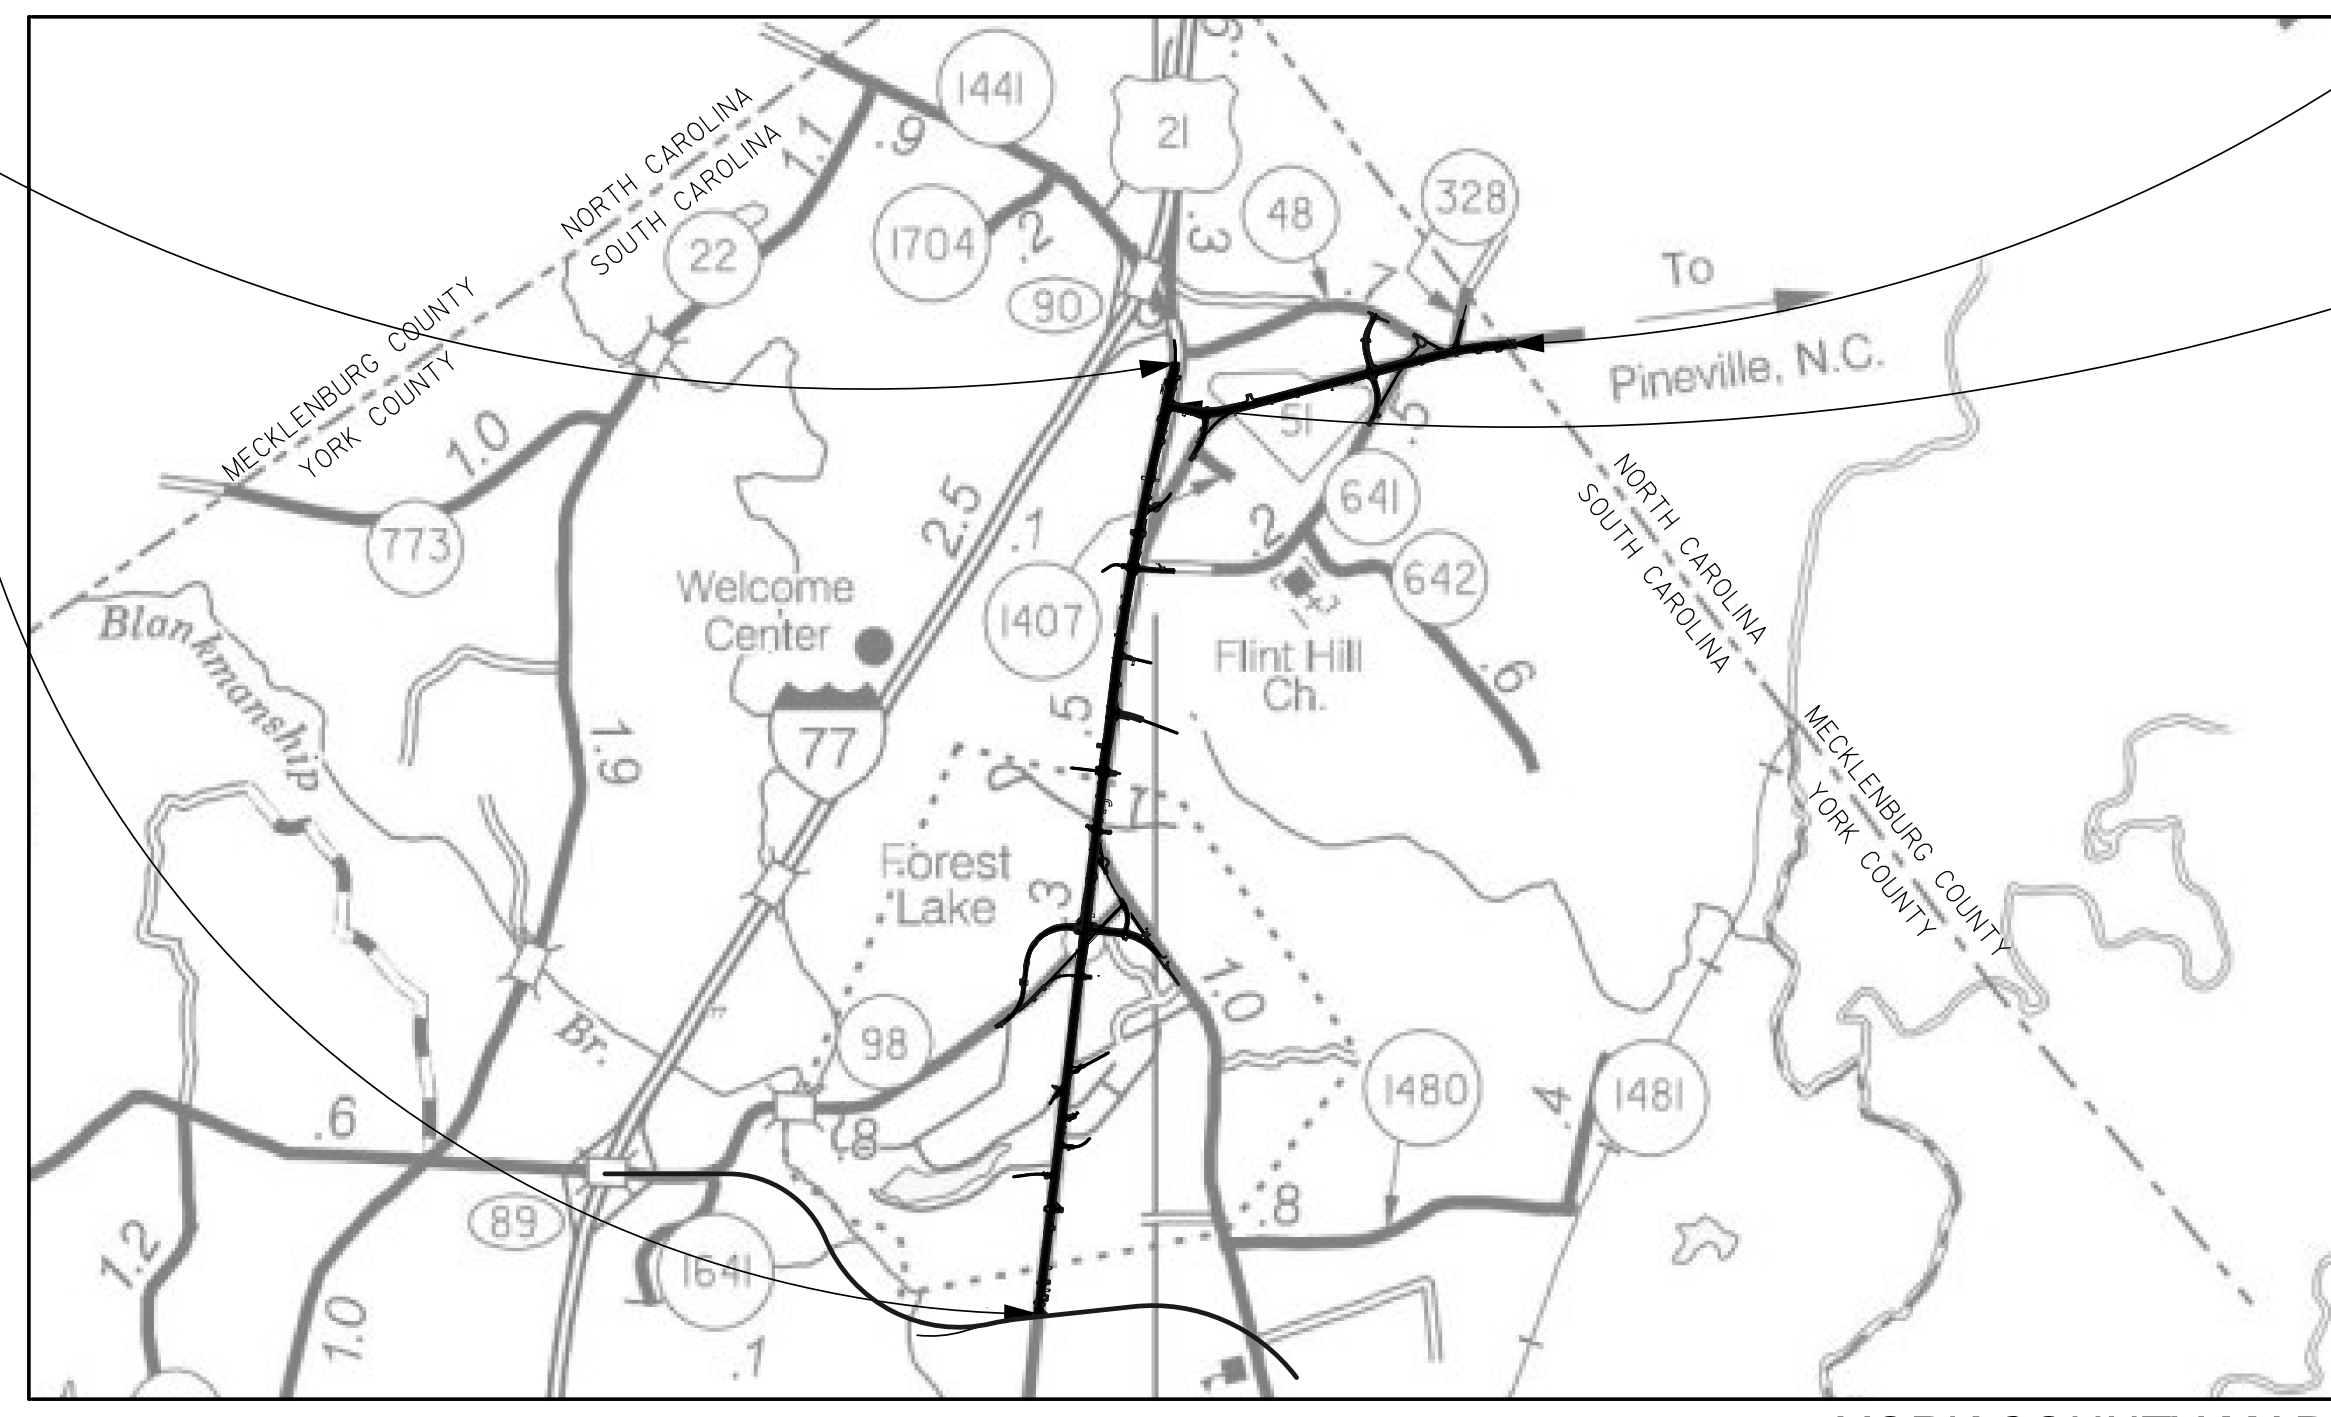 1441
21
.9
1.1
NORTH CAROLINA
SOUTH CAROLINA
22
1704
.2
.3
48
328
To
Pineville, N.C.
90
.7
MECKLENBURG COUNTY
YORK COUNTY
1.0
773
51
.5
641
.2
642
2.5
.1
Welcome
Center
1407
Flint Hill
Ch.
.6
NORTH CAROLINA
SOUTH CAROLINA
Blankmanship
77
.5
1.9
MECKLENBURG COUNTY
YORK COUNTY
Forest
Lake
3
1.0
98
Br.
1480
1481
.4
.6
.8
.8
89
1641
1.2
1.0
.1